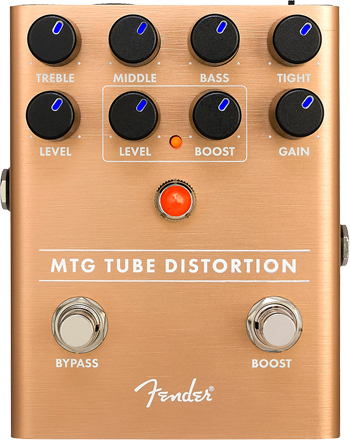 TREBLE MIDDLE BASS TIGHT
LEVEL LEVEL BOOST GAIN
MTG TUBE DISTORTION
BYPASS BOOST
Fender®